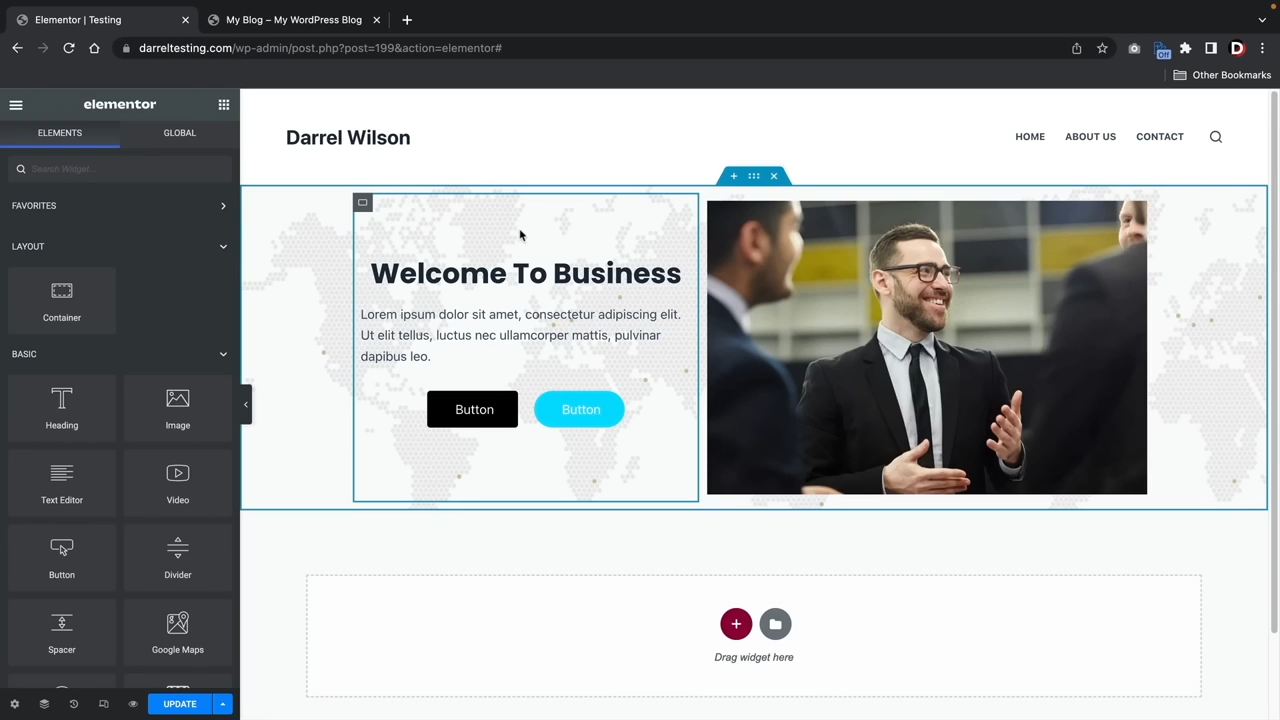 Elementor | Testing
My Blog – My WordPress Blog
darreltesting.com/wp-admin/post.php?post=199&action=elementor#
Off
D
Other Bookmarks
elementor
ELEMENTS
GLOBAL
Search Widget...
FAVORITES
LAYOUT
Container
BASIC
Heading
Image
Text Editor
Video
Button
Divider
Spacer
Google Maps
UPDATE
Darrel Wilson
HOME
ABOUT US
CONTACT
Welcome To Business
Lorem ipsum dolor sit amet, consectetur adipiscing elit.
Ut elit tellus, luctus nec ullamcorper mattis, pulvinar
dapibus leo.
Button
Button
Drag widget here